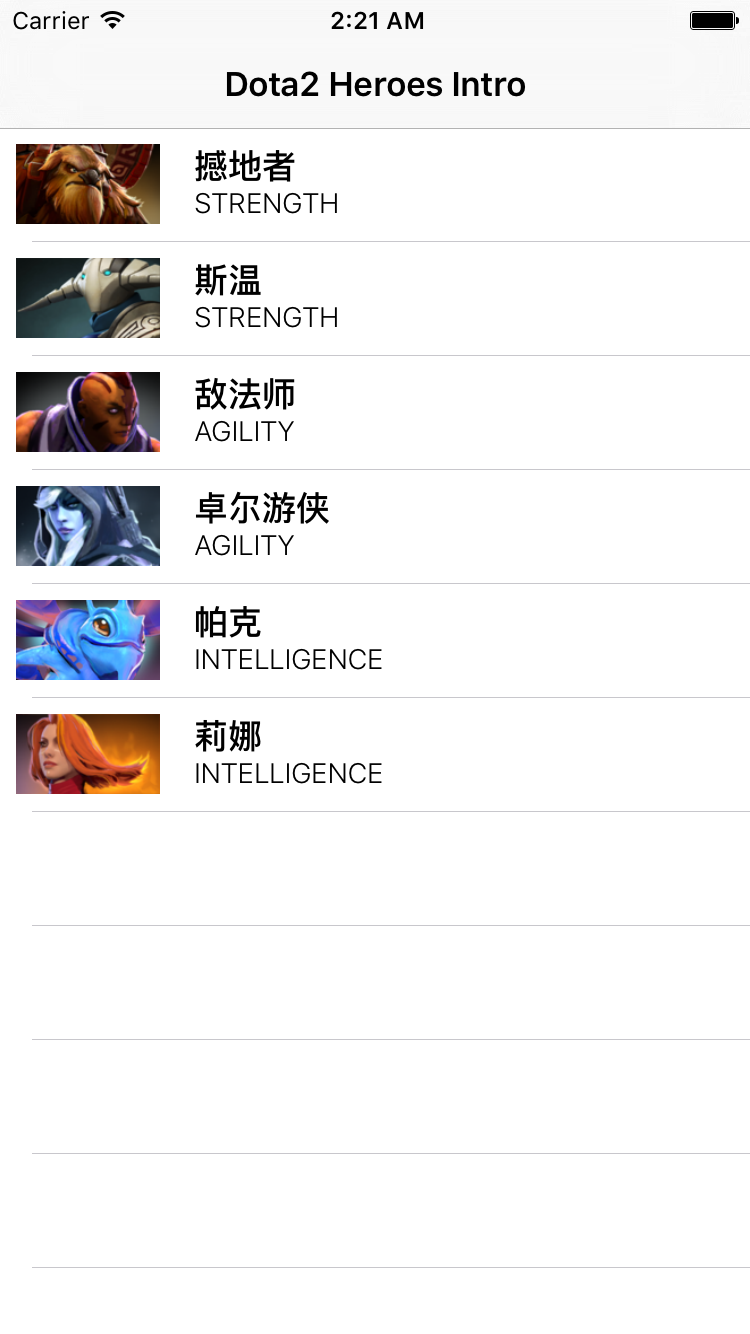 Carrier 2:21 AM
Dota2 Heroes Intro
撼地者
STRENGTH
斯温
STRENGTH
敌法师
AGILITY
卓尔游侠
AGILITY
帕克
INTELLIGENCE
莉娜
INTELLIGENCE